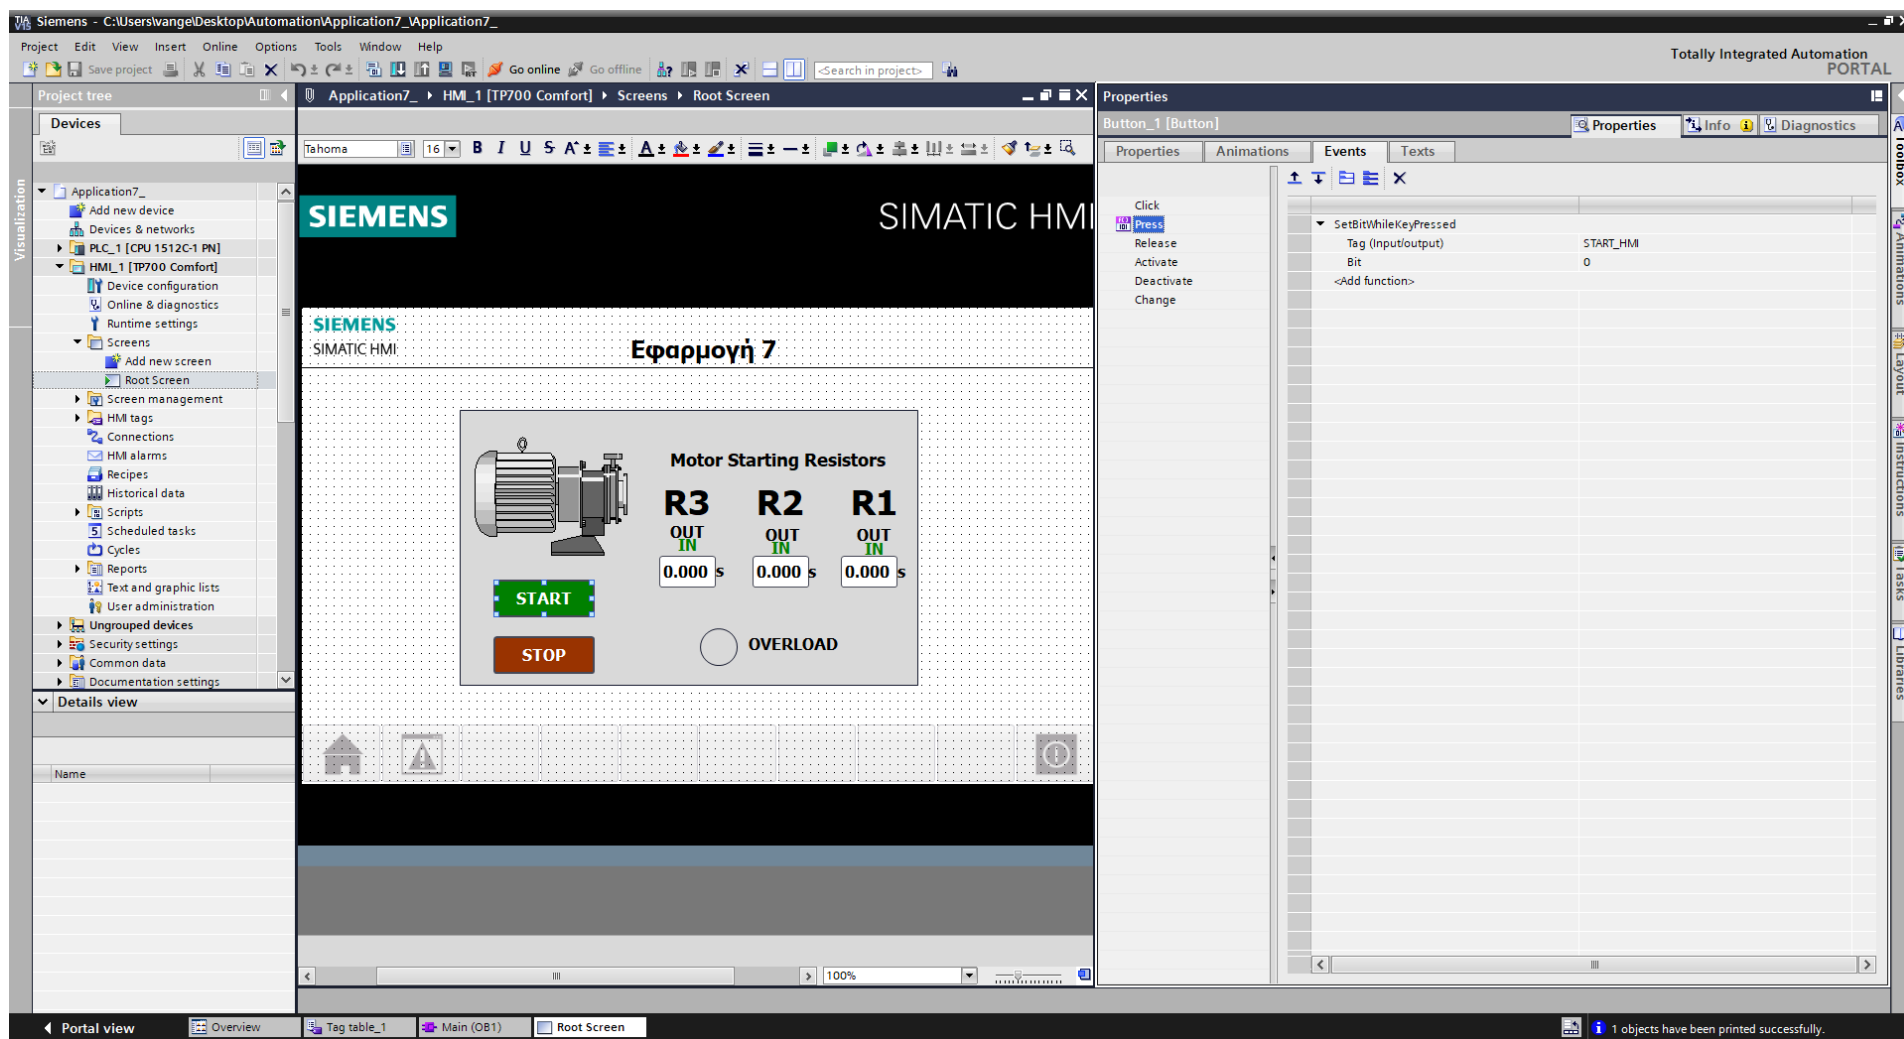 Siemens - C:\Users\vange\Desktop\Automation\Application7_\Application7_
Project Edit View Insert Online Options Tools Window Help
Totally Integrated Automation
PORTAL
Save project Go online Go offline <Search in project>
Project tree
Devices
Visualization
Application7_
Add new device
Devices & networks
PLC_1 [CPU 1512C-1 PN]
HMI_1 [TP700 Comfort]
Device configuration
Online & diagnostics
Runtime settings
Screens
Add new screen
Root Screen
Screen management
HMI tags
Connections
HMI alarms
Recipes
Historical data
Scripts
Scheduled tasks
Cycles
Reports
Text and graphic lists
User administration
Ungrouped devices
Security settings
Common data
Documentation settings
Details view
Name
Application7_ HMI_1 [TP700 Comfort] Screens Root Screen
Tahoma 16 B I U S A
SIEMENS SIMATIC HMI
SIEMENS
SIMATIC HMI
Εφαρμογή 7
Motor Starting Resistors
R3 R2 R1
OUT OUT OUT
IN IN IN
0.000 s 0.000 s 0.000 s
START
STOP
OVERLOAD
100%
Properties
Button_1 [Button]
Properties Info Diagnostics
Properties Animations Events Texts
Click
Press
Release
Activate
Deactivate
Change
SetBitWhileKeyPressed
Tag (Input/output) START_HMI
Bit 0
<Add function>
Toolbox
Animations
Layout
Instructions
Tasks
Libraries
Portal view Overview Tag table_1 Main (OB1) Root Screen
1 objects have been printed successfully.